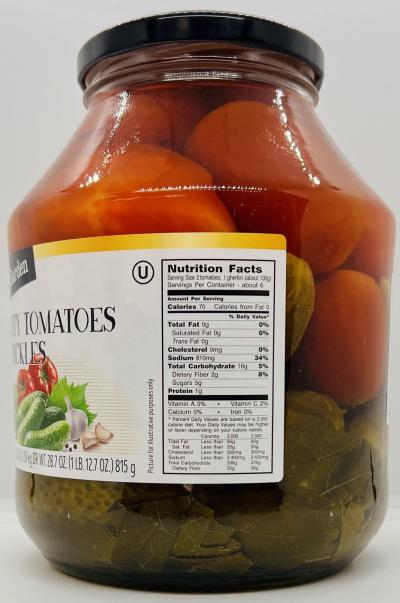 arden
TY TOMATOES
CKLES
DR. WT. 28.7 OZ. (1 LB. 12.7 OZ.) 815 g
Picture for illustrative purposes only
U
Nutrition Facts
Serving Size 2 tomatoes, 1 gherkin (about 135g)
Servings Per Container - about 6
Amount Per Serving
Calories 70 Calories from Fat 0
% Daily Value*
Total Fat 0g 0%
Saturated Fat 0g 0%
Trans Fat 0g
Cholesterol 0mg 0%
Sodium 810mg 34%
Total Carbohydrate 16g 5%
Dietary Fiber 2g 8%
Sugars 5g
Protein 1g
Vitamin A 0% • Vitamin C 2%
Calcium 0% • Iron 0%
* Percent Daily Values are based on a 2,000
calorie diet. Your Daily Values may be higher
or lower depending on your calorie needs.
Calories 2,000 2,500
Total Fat Less than 65g 80g
Sat. Fat Less than 20g 25g
Cholesterol Less than 300mg 300mg
Sodium Less than 2,400mg 2,400mg
Total Carbohydrate 300g 375g
Dietary Fiber 25g 30g